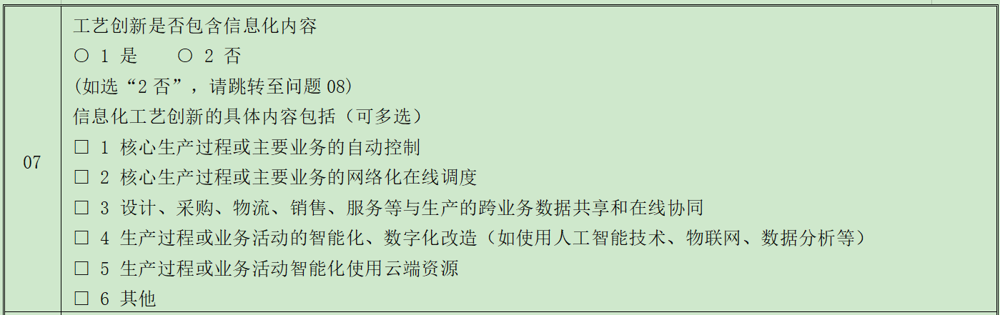 07
工艺创新是否包含信息化内容
○ 1 是 ○ 2 否
(如选“2 否”，请跳转至问题 08)
信息化工艺创新的具体内容包括（可多选）
□ 1 核心生产过程或主要业务的自动控制
□ 2 核心生产过程或主要业务的网络化在线调度
□ 3 设计、采购、物流、销售、服务等与生产的跨业务数据共享和在线协同
□ 4 生产过程或业务活动的智能化、数字化改造（如使用人工智能技术、物联网、数据分析等）
□ 5 生产过程或业务活动智能化使用云端资源
□ 6 其他